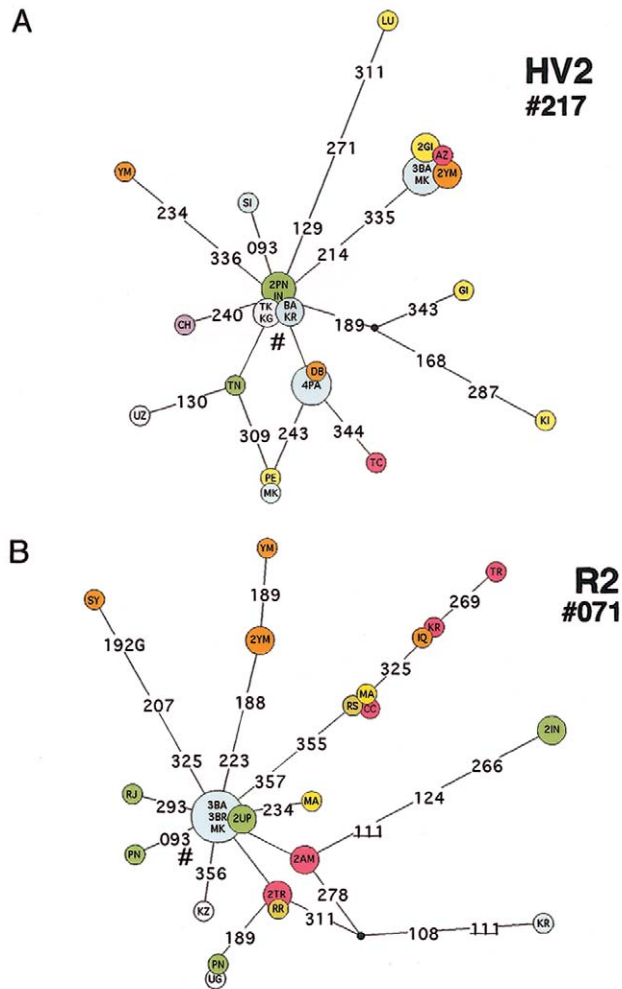 A
HV2
#217
LU
311
271
129
YM
234
336
SI
093
2GI
AZ
3BA
MK
2YM
335
214
2PN
IN
TK
KG
BA
KR
#
CH
240
189
GI
343
168
287
KI
TN
UZ
130
309
243
DB
4PA
344
TC
PE
MK
B
R2
#071
YM
189
2YM
188
223
SY
192G
207
325
TR
269
KR
IQ
325
MA
RS
CC
355
357
2IN
266
124
111
RJ
293
3BA
3BR
MK
2UP
234
MA
PN
093
#
356
KZ
2AM
278
2TR
RR
311
108
111
KR
189
PN
UG